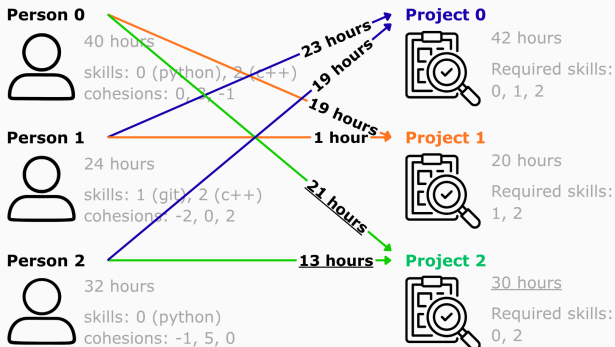 Person 0
40 hours
skills: 0 (python), 2 (c++)
cohesions: 0, 2, -1
Person 1
24 hours
skills: 1 (git), 2 (c++)
cohesions: -2, 0, 2
Person 2
32 hours
skills: 0 (python)
cohesions: -1, 5, 0
23 hours
19 hours
19 hours
1 hour
21 hours
13 hours
Project 0
42 hours
Required skills:
0, 1, 2
Project 1
20 hours
Required skills:
1, 2
Project 2
30 hours
Required skills:
0, 2